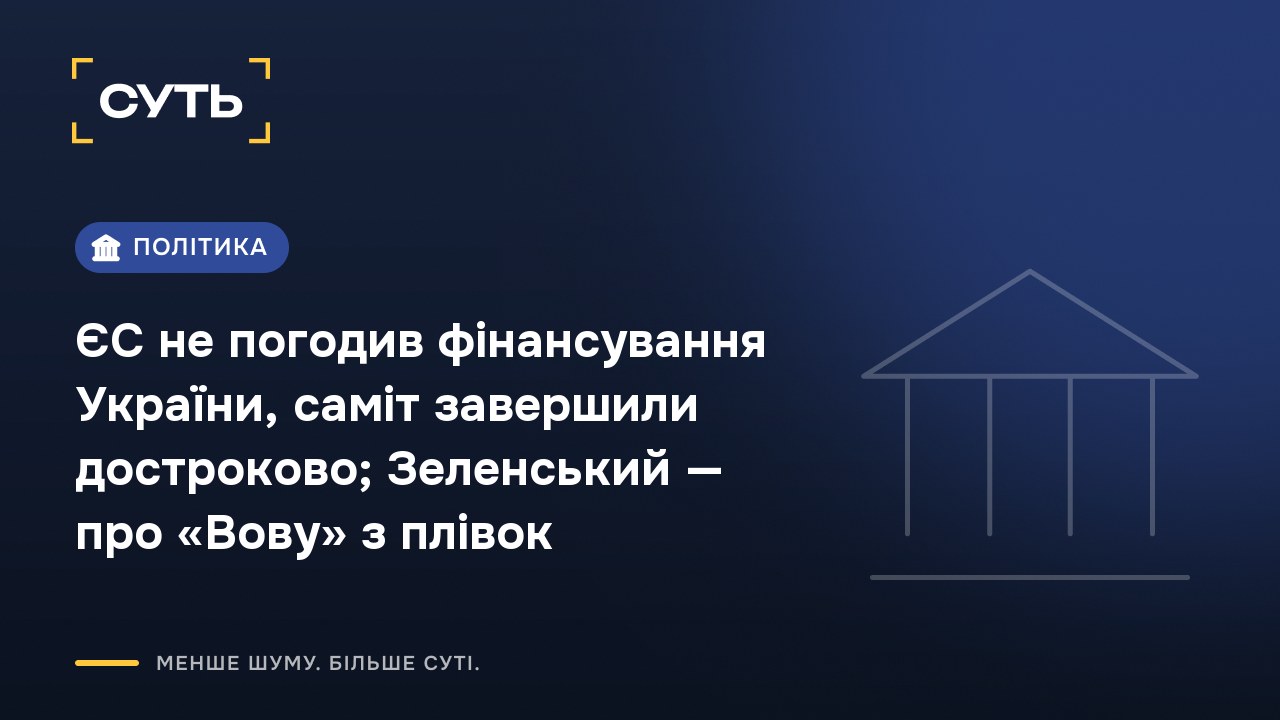 СУТЬ
ПОЛІТИКА
ЄС не погодив фінансування
України, саміт завершили
достроково; Зеленський —
про «Вову» з плівок
МЕНШЕ ШУМУ. БІЛЬШЕ СУТІ.